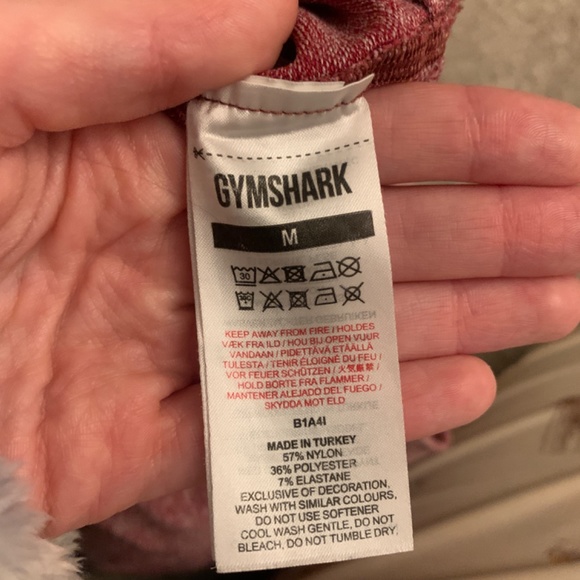 GYMSHARK
M
30
30C
KEEP AWAY FROM FIRE / HOLDES
VÆK FRA ILD / HOU BIJ OPEN VUUR
VANDAAN / PIDETTÄVÄ ETÄÄLLÄ
TULESTA / TENIR ÉLOIGNÉ DU FEU /
VOR FEUER SCHÜTZEN / 火気厳禁 /
HOLD BORTE FRA FLAMMER /
MANTENER ALEJADO DEL FUEGO /
SKYDDA MOT ELD
B1A4I
MADE IN TURKEY
57% NYLON
36% POLYESTER
7% ELASTANE
EXCLUSIVE OF DECORATION,
WASH WITH SIMILAR COLOURS,
DO NOT USE SOFTENER
COOL WASH GENTLE, DO NOT
BLEACH, DO NOT TUMBLE DRY,